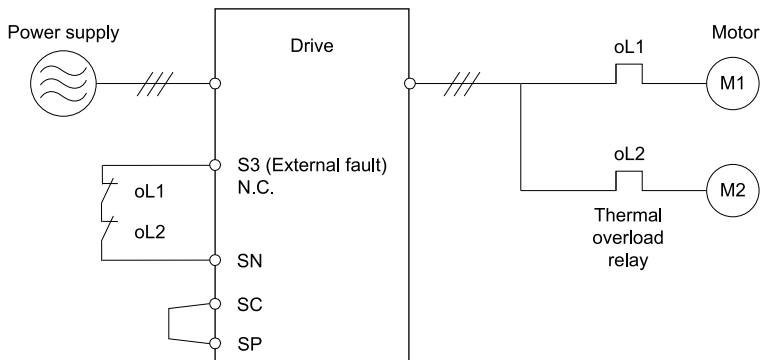 Power supply
Drive
oL1
Motor
M1
S3 (External fault)
N.C.
oL1
oL2
oL2
M2
Thermal
overload
relay
SN
SC
SP